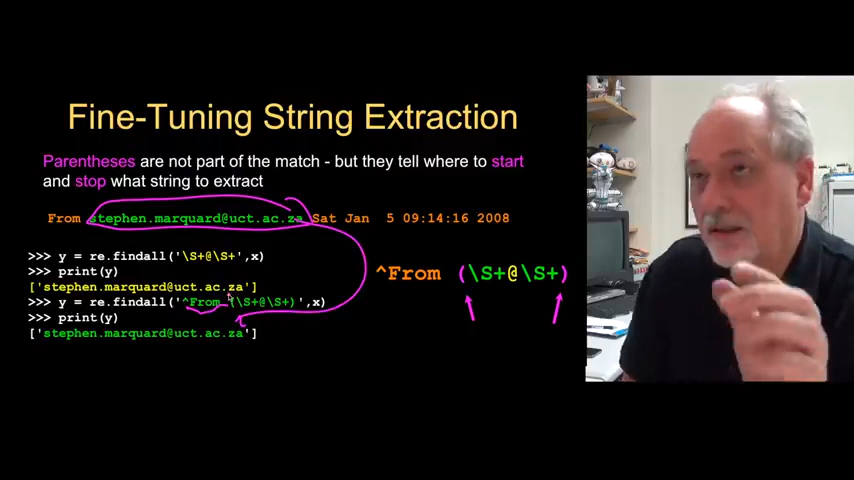 Fine-Tuning String Extraction
Parentheses are not part of the match - but they tell where to start
and stop what string to extract
From stephen.marquard@uct.ac.za Sat Jan  5 09:14:16 2008
>>> y = re.findall('\S+@\S+',x)
>>> print(y)
['stephen.marquard@uct.ac.za']
>>> y = re.findall('^From (\S+@\S+)',x)
>>> print(y)
['stephen.marquard@uct.ac.za']
^From (\S+@\S+)